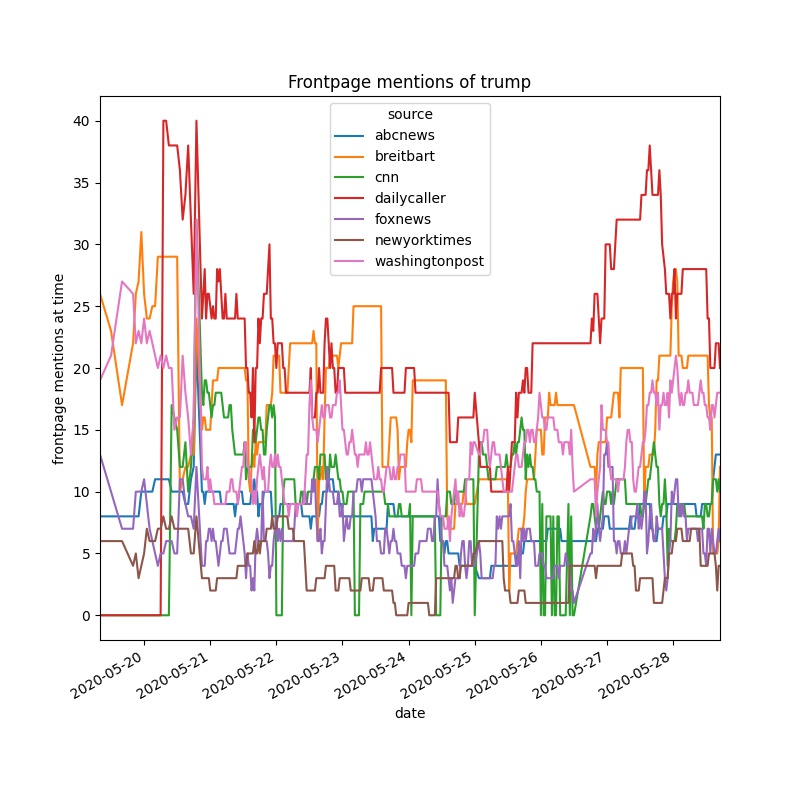 Frontpage mentions of trump
source
abcnews
breitbart
cnn
dailycaller
foxnews
newyorktimes
washingtonpost
frontpage mentions at time
40
35
30
25
20
15
10
5
0
2020-05-20
2020-05-21
2020-05-22
2020-05-23
2020-05-24
2020-05-25
2020-05-26
2020-05-27
2020-05-28
date